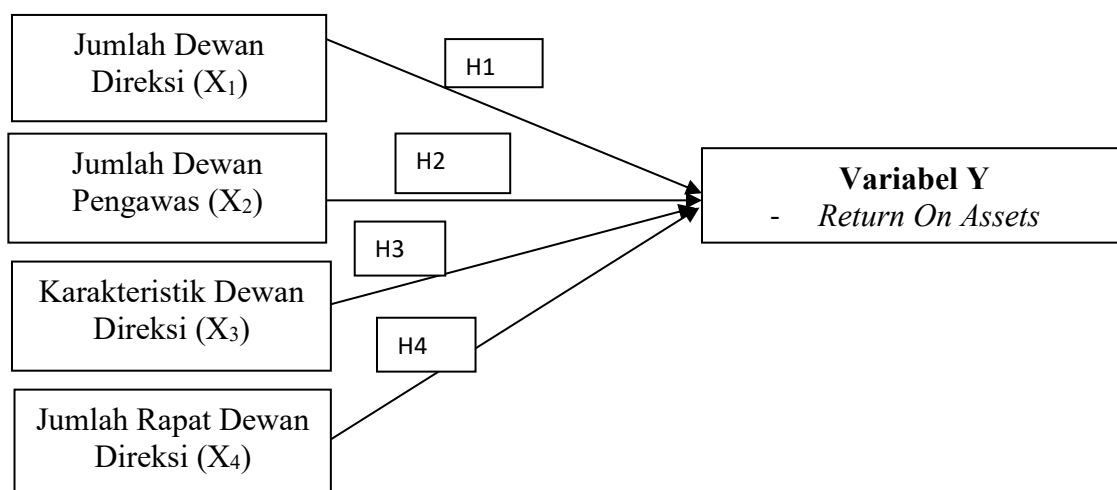 Jumlah Dewan
Direksi (X₁)
H1
Jumlah Dewan
Pengawas (X₂)
H2
Variabel Y
- Return On Assets
Karakteristik Dewan
Direksi (X₃)
H3
Jumlah Rapat Dewan
Direksi (X₄)
H4